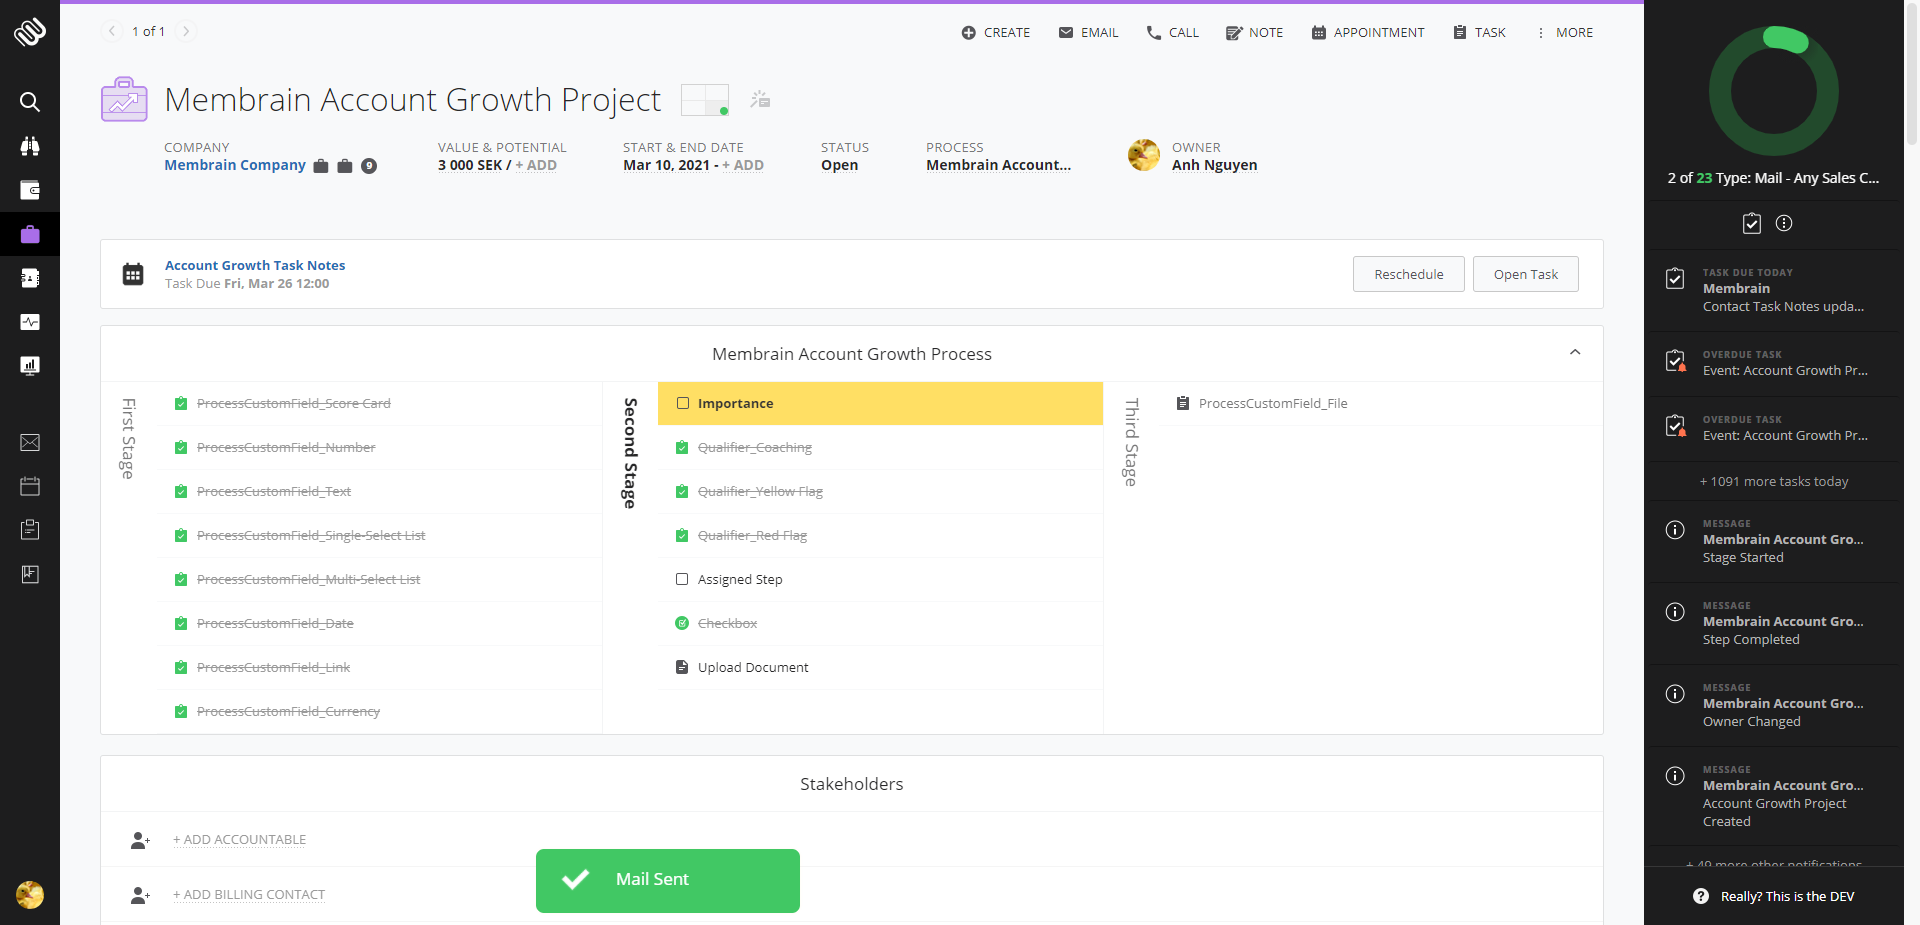 1 of 1
CREATE
EMAIL
CALL
NOTE
APPOINTMENT
TASK
MORE
Membrain Account Growth Project
COMPANY
Membrain Company
9
VALUE & POTENTIAL
3 000 SEK / + ADD
START & END DATE
Mar 10, 2021 - + ADD
STATUS
Open
PROCESS
Membrain Account...
OWNER
Anh Nguyen
Account Growth Task Notes
Task Due Fri, Mar 26 12:00
Reschedule
Open Task
Membrain Account Growth Process
First Stage
ProcessCustomField_Score Card
ProcessCustomField_Number
ProcessCustomField_Text
ProcessCustomField_Single-Select List
ProcessCustomField_Multi-Select List
ProcessCustomField_Date
ProcessCustomField_Link
ProcessCustomField_Currency
Second Stage
Importance
Qualifier_Coaching
Qualifier_Yellow Flag
Qualifier_Red Flag
Assigned Step
Checkbox
Upload Document
Third Stage
ProcessCustomField_File
Stakeholders
+ ADD ACCOUNTABLE
+ ADD BILLING CONTACT
Mail Sent
2 of 23 Type: Mail - Any Sales C...
TASK DUE TODAY
Membrain
Contact Task Notes upda...
OVERDUE TASK
Event: Account Growth Pr...
OVERDUE TASK
Event: Account Growth Pr...
+ 1091 more tasks today
MESSAGE
Membrain Account Gro...
Stage Started
MESSAGE
Membrain Account Gro...
Step Completed
MESSAGE
Membrain Account Gro...
Owner Changed
MESSAGE
Membrain Account Gro...
Account Growth Project
Created
+ 49 more other notifications
Really? This is the DEV